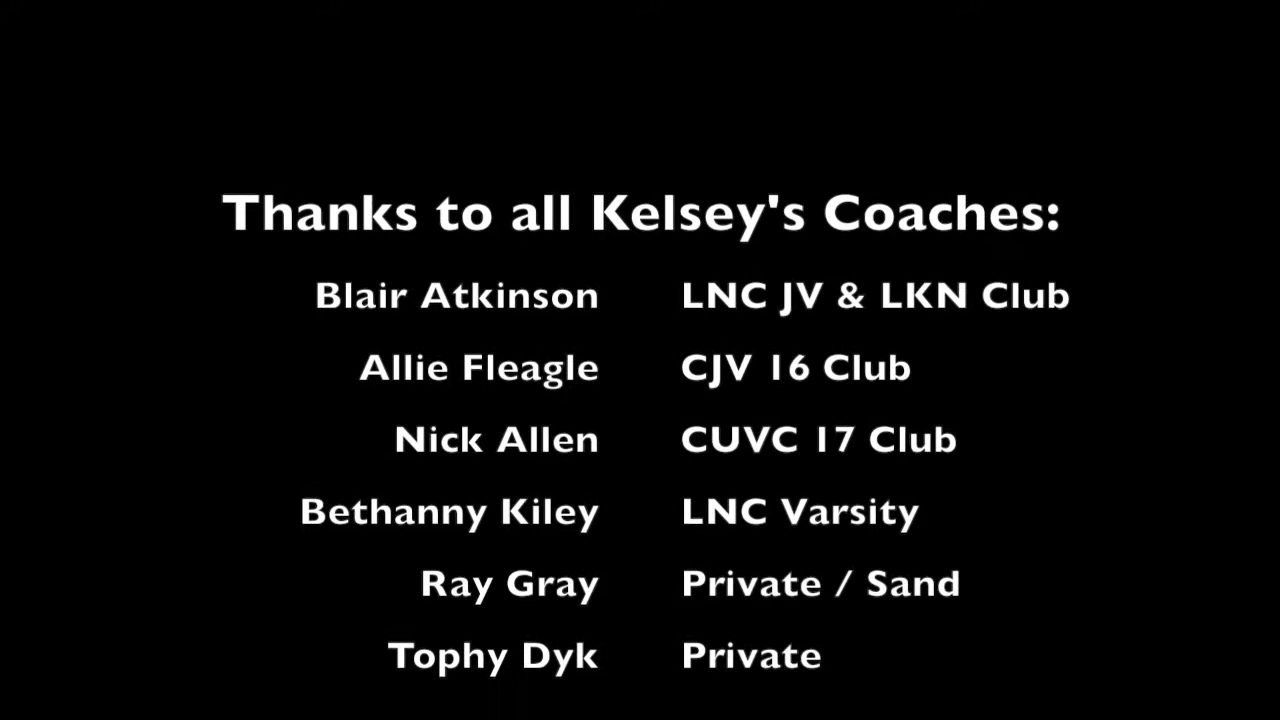 Thanks to all Kelsey's Coaches:
Blair Atkinson LNC JV & LKN Club
Allie Fleagle CJV 16 Club
Nick Allen CUVC 17 Club
Bethanny Kiley LNC Varsity
Ray Gray Private / Sand
Tophy Dyk Private